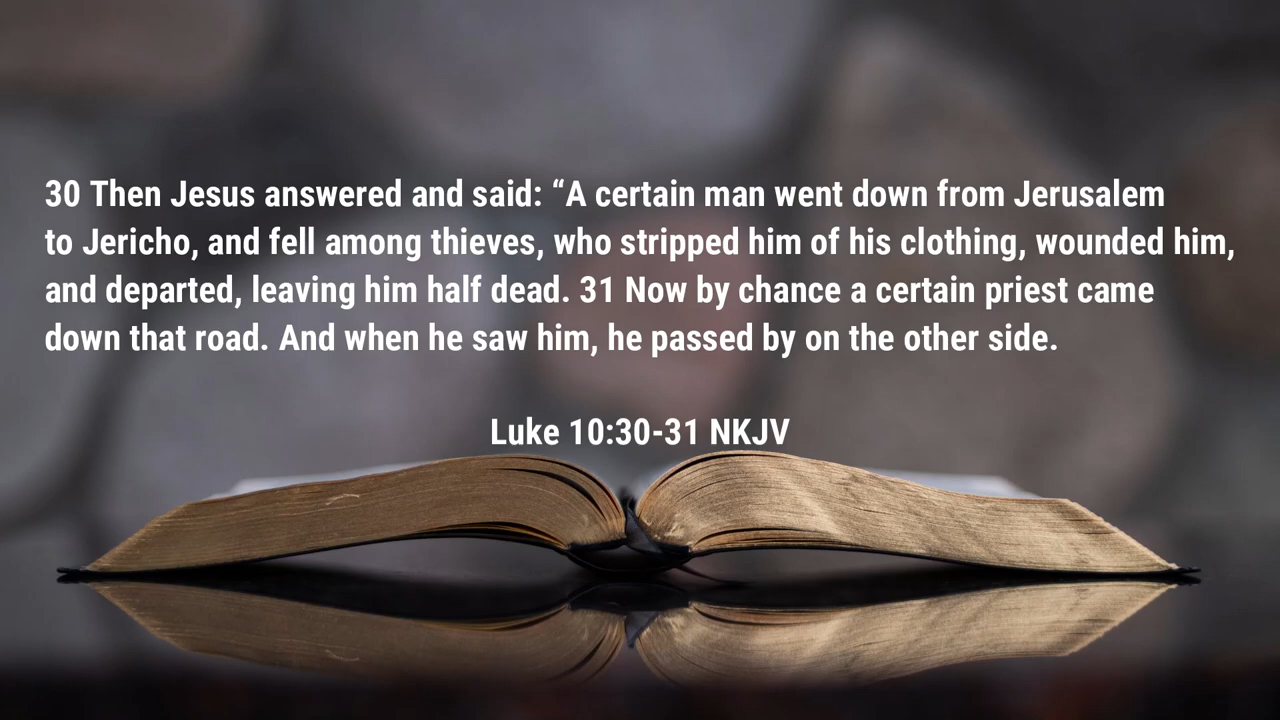 30 Then Jesus answered and said: “A certain man went down from Jerusalem
to Jericho, and fell among thieves, who stripped him of his clothing, wounded him,
and departed, leaving him half dead. 31 Now by chance a certain priest came
down that road. And when he saw him, he passed by on the other side.
Luke 10:30-31 NKJV